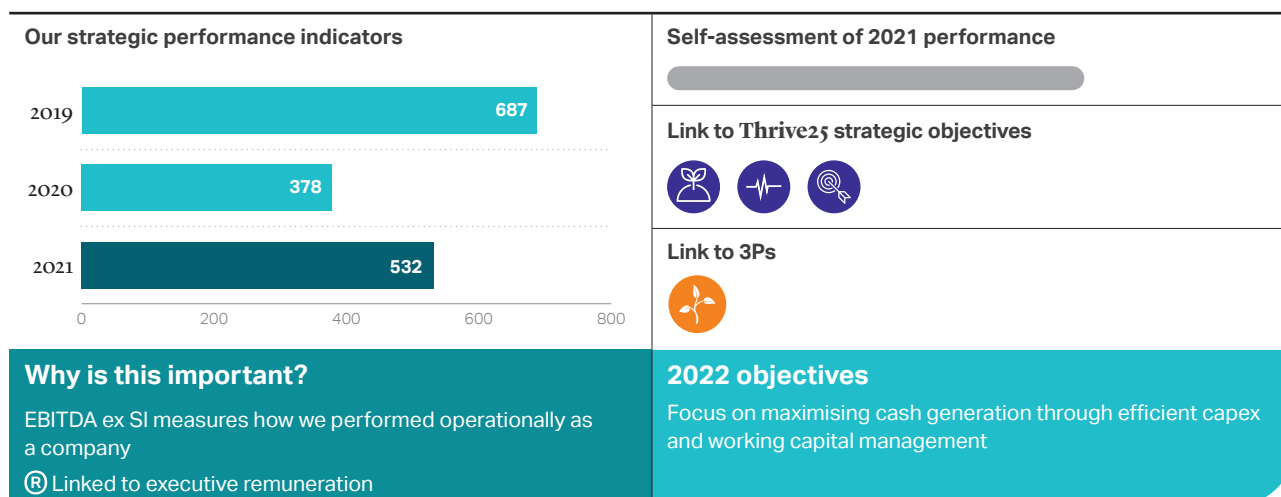 Our strategic performance indicators
2019
687
2020
378
2021
532
0 200 400 600 800
Why is this important?
EBITDA ex SI measures how we performed operationally as
a company
Ⓡ Linked to executive remuneration
Self-assessment of 2021 performance
Link to Thrive25 strategic objectives
Link to 3Ps
2022 objectives
Focus on maximising cash generation through efficient capex
and working capital management